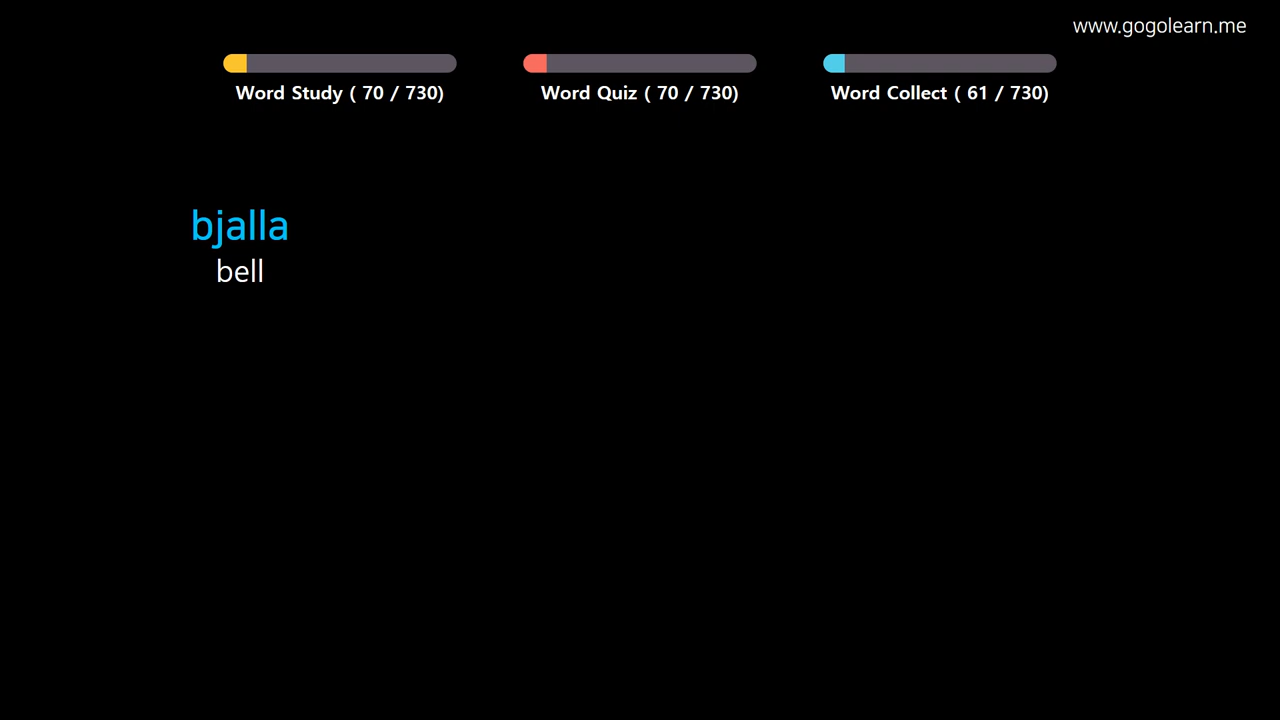 www.gogolearn.me
Word Study ( 70 / 730)
Word Quiz ( 70 / 730)
Word Collect ( 61 / 730)
bjalla
bell